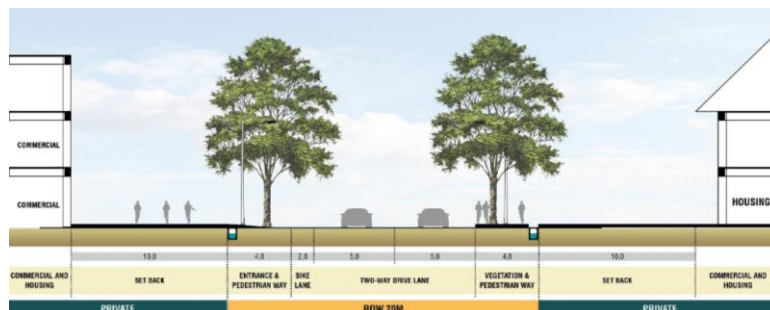 COMMERCIAL
COMMERCIAL
HOUSING
13,0 4,0 2,0 5,0 5,0 4,0 10,0
COMMERCIAL AND
HOUSING
SET BACK
ENTRANCE &
PEDESTRIAN WAY
BIKE
LANE
TWO-WAY DRIVE LANE
VEGETATION &
PEDESTRIAN WAY
SET BACK
COMMERCIAL AND
HOUSING
PRIVATE ROW 20M PRIVATE